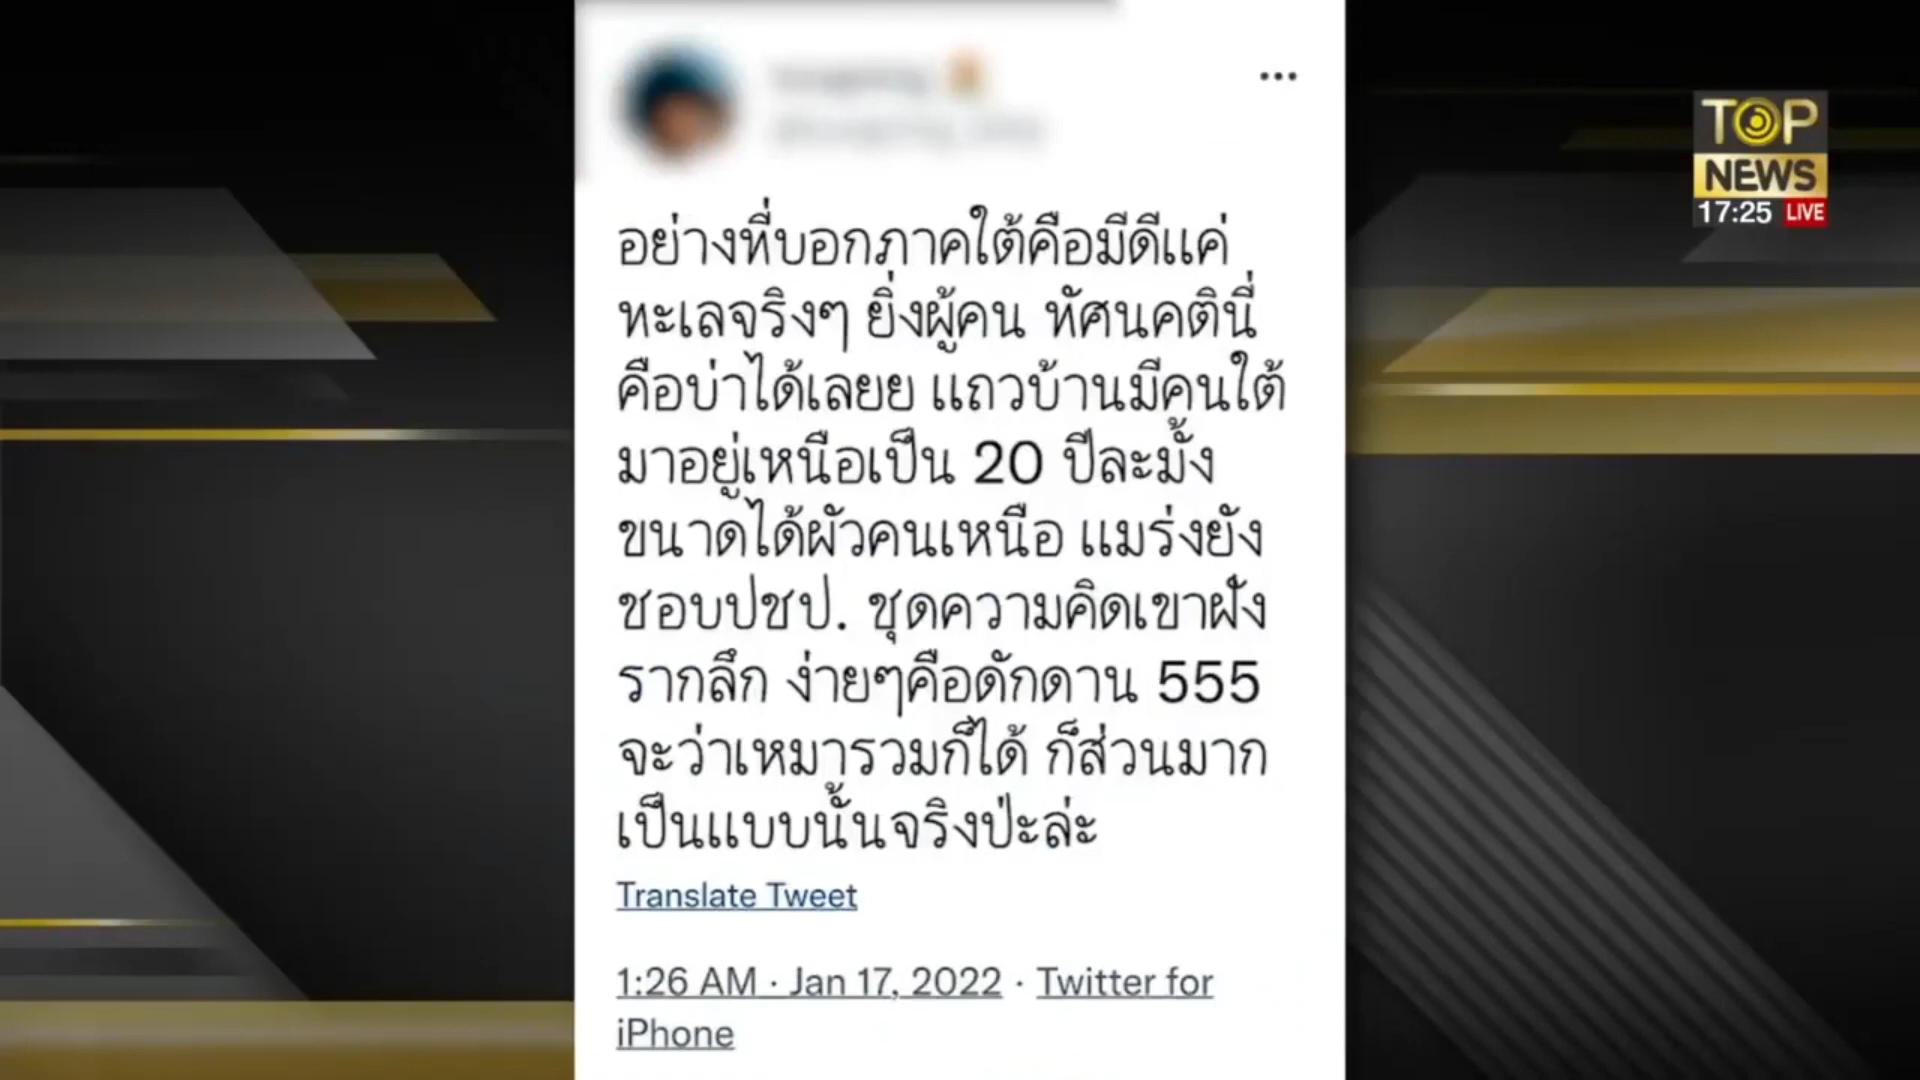 TOP
NEWS
17:25 LIVE
อย่างที่บอกภาคใต้คือมีดีแค่
ทะเลจริงๆ ยิ่งผู้คน ทัศนคตินี่
คือบ่าได้เลยย แถวบ้านมีคนใต้
มาอยู่เหนือเป็น 20 ปีละมั้ง
ขนาดได้ผัวคนเหนือ แมร่งยัง
ชอบปชป. ชุดความคิดเขาฝัง
รากลึก ง่ายๆคือดักดาน 555
จะว่าเหมารวมก็ได้ ก็ส่วนมาก
เป็นแบบนั้นจริงป่ะล่ะ
Translate Tweet
1:26 AM · Jan 17, 2022 · Twitter for
iPhone